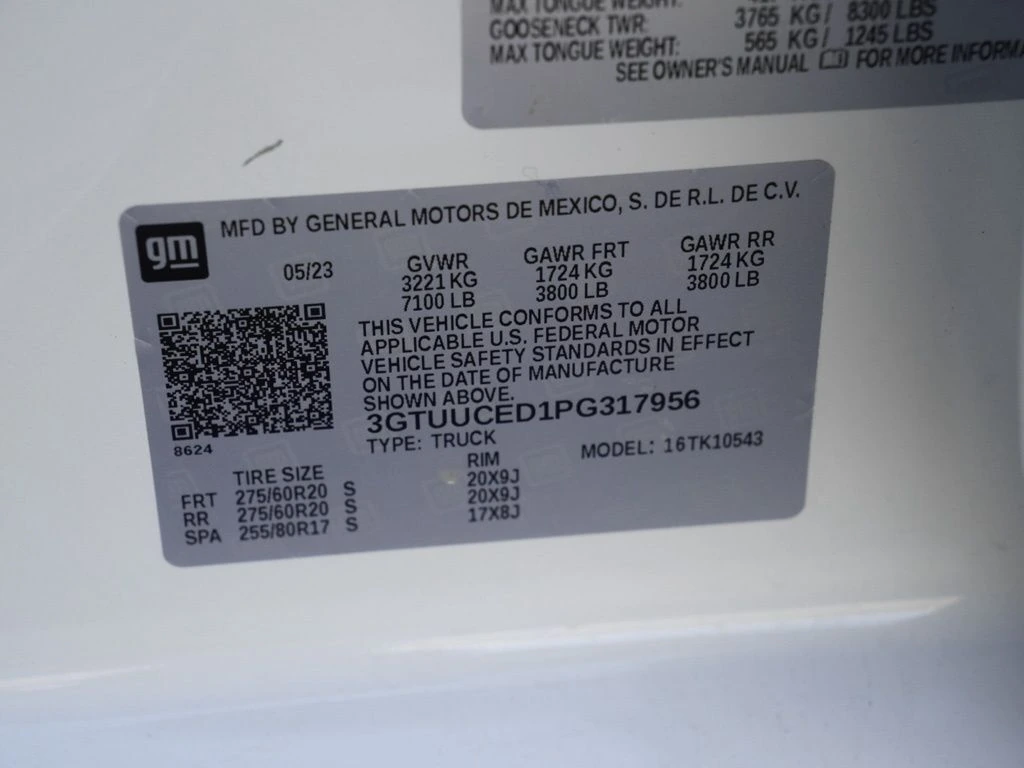 MAX TONGUE WEIGHT:
GOOSENECK TWR: 3765 KG/ 8300 LBS
MAX TONGUE WEIGHT: 565 KG/ 1245 LBS
SEE OWNER'S MANUAL FOR MORE INFORMA
gm
MFD BY GENERAL MOTORS DE MEXICO, S. DE R.L. DE C.V.
05/23 GVWR GAWR FRT GAWR RR
3221 KG 1724 KG 1724 KG
7100 LB 3800 LB 3800 LB
THIS VEHICLE CONFORMS TO ALL
APPLICABLE U.S. FEDERAL MOTOR
VEHICLE SAFETY STANDARDS IN EFFECT
ON THE DATE OF MANUFACTURE
SHOWN ABOVE.
3GTUUCED1PG317956
8624
TYPE: TRUCK MODEL: 16TK10543
TIRE SIZE RIM
FRT 275/60R20 S 20X9J
RR 275/60R20 S 20X9J
SPA 255/80R17 S 17X8J